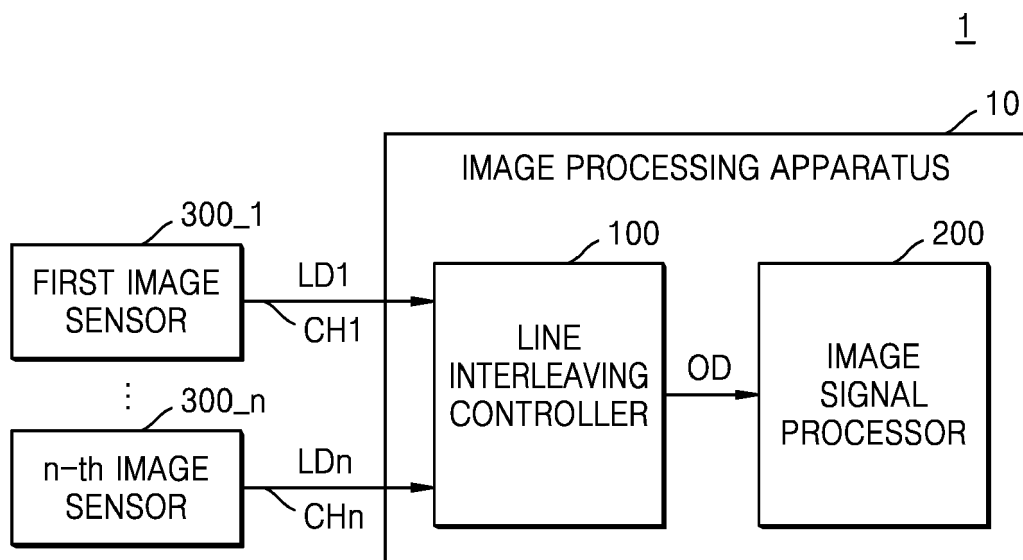 1
10
IMAGE PROCESSING APPARATUS
300_1
FIRST IMAGE
SENSOR
LD1
CH1
⋮
300_n
n-th IMAGE
SENSOR
LDn
CHn
100
LINE
INTERLEAVING
CONTROLLER
OD
200
IMAGE
SIGNAL
PROCESSOR